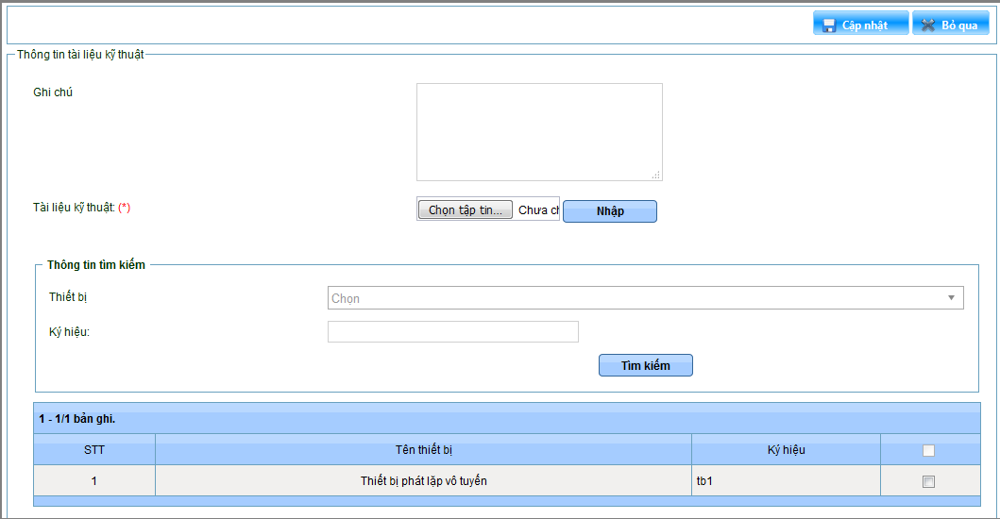 Cập nhật Bỏ qua
Thông tin tài liệu kỹ thuật
Ghi chú
Tài liệu kỹ thuật: (*) Chọn tập tin... Chưa ch Nhập
Thông tin tìm kiếm
Thiết bị Chọn
Ký hiệu:
Tìm kiếm
1 - 1/1 bản ghi.
STT Tên thiết bị Ký hiệu
1 Thiết bị phát lặp vô tuyến tb1